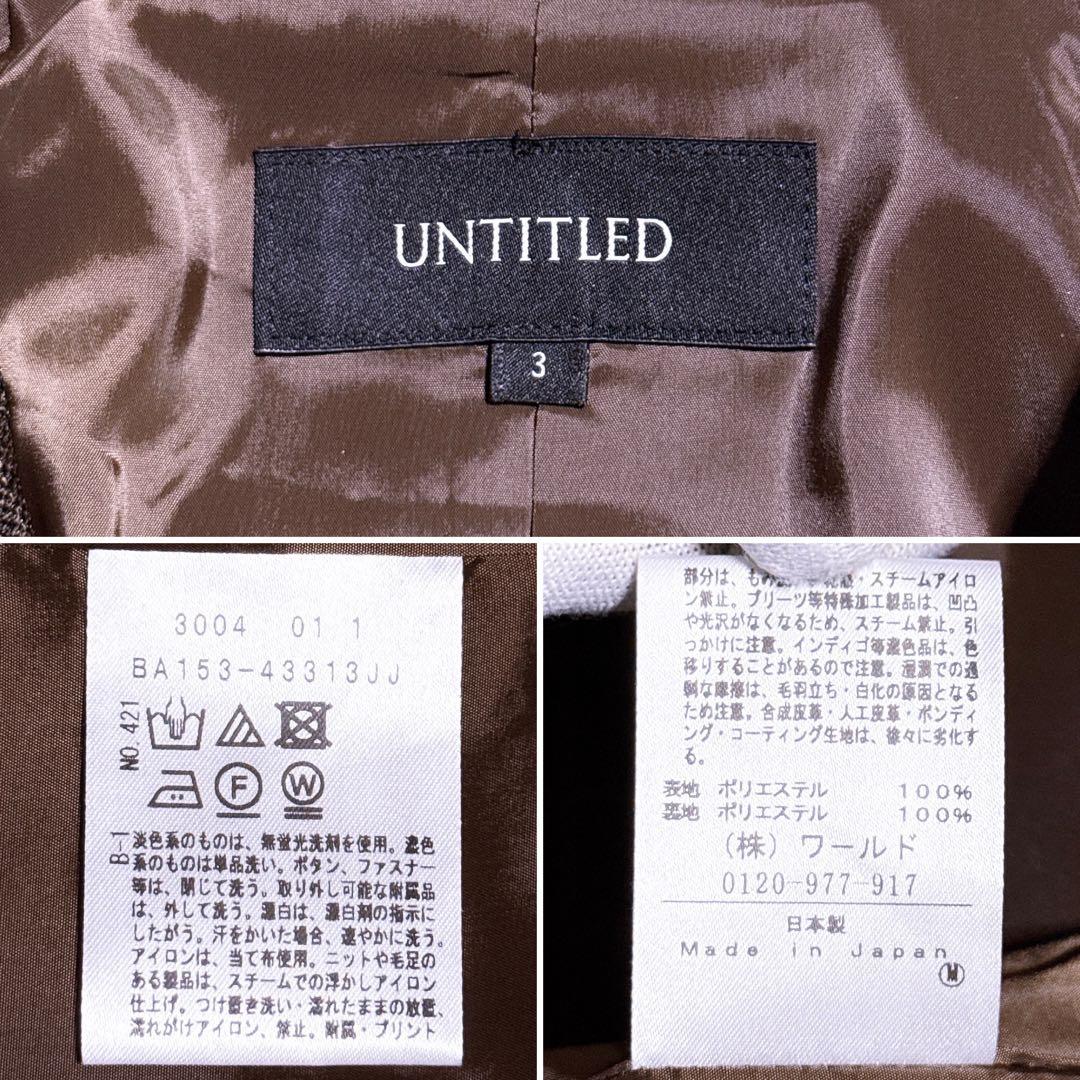 UNTITLED
3
3004 01 1
BA153-43313JJ
NO.421
F
W
B-1
淡色系のものは、無蛍光洗剤を使用。濃色
系のものは単品洗い。ボタン、ファスナー
等は、閉じて洗う。取り外し可能な附属品
は、外して洗う。漂白は、漂白剤の指示に
したがう。汗をかいた場合、速やかに洗う。
アイロンは、当て布使用。ニットや毛足の
ある製品は、スチームでの浮かしアイロン
仕上げ。つけ置き洗い・濡れたままの放置、
濡れがけアイロン、禁止。附属・プリント
部分は、もみ・スチームアイロ
ン禁止。プリーツ等特殊加工製品は、凹凸
や光沢がなくなるため、スチーム禁止。引
っかけに注意。インディゴ等濃色品は、色
移りすることがあるので注意。湿潤での過
剰な摩擦は、毛羽立ち・白化の原因となる
ため注意。合成皮革・人工皮革・ボンディ
ング・コーティング生地は、徐々に劣化す
る。
表地 ポリエステル 100%
裏地 ポリエステル 100%
(株)ワールド
0120-977-917
日本製
Made in Japan
M